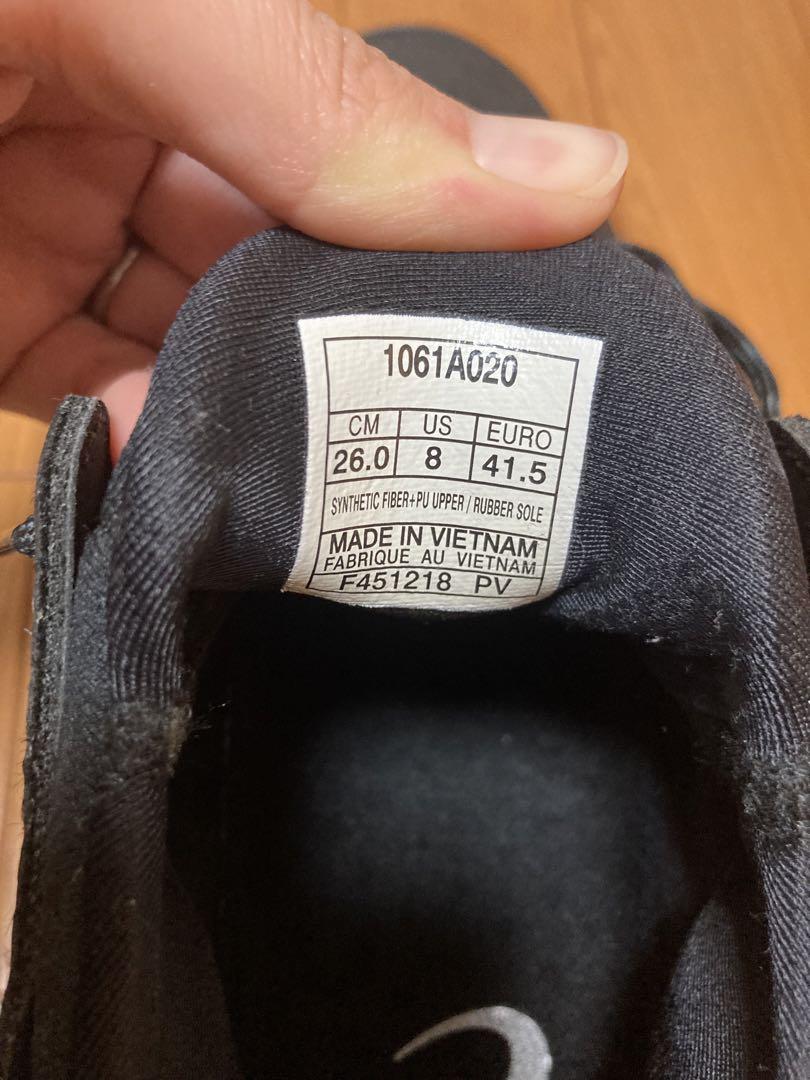 1061A020
CM US EURO
26.0 8 41.5
SYNTHETIC FIBER+PU UPPER / RUBBER SOLE
MADE IN VIETNAM
FABRIQUE AU VIETNAM
F451218 PV